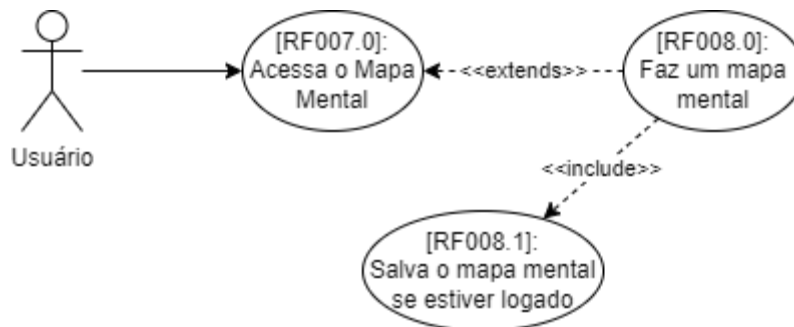 [RF007.0]:
Acessa o Mapa
Mental
<<extends>>
[RF008.0]:
Faz um mapa
mental
Usuário
<<include>>
[RF008.1]:
Salva o mapa mental
se estiver logado